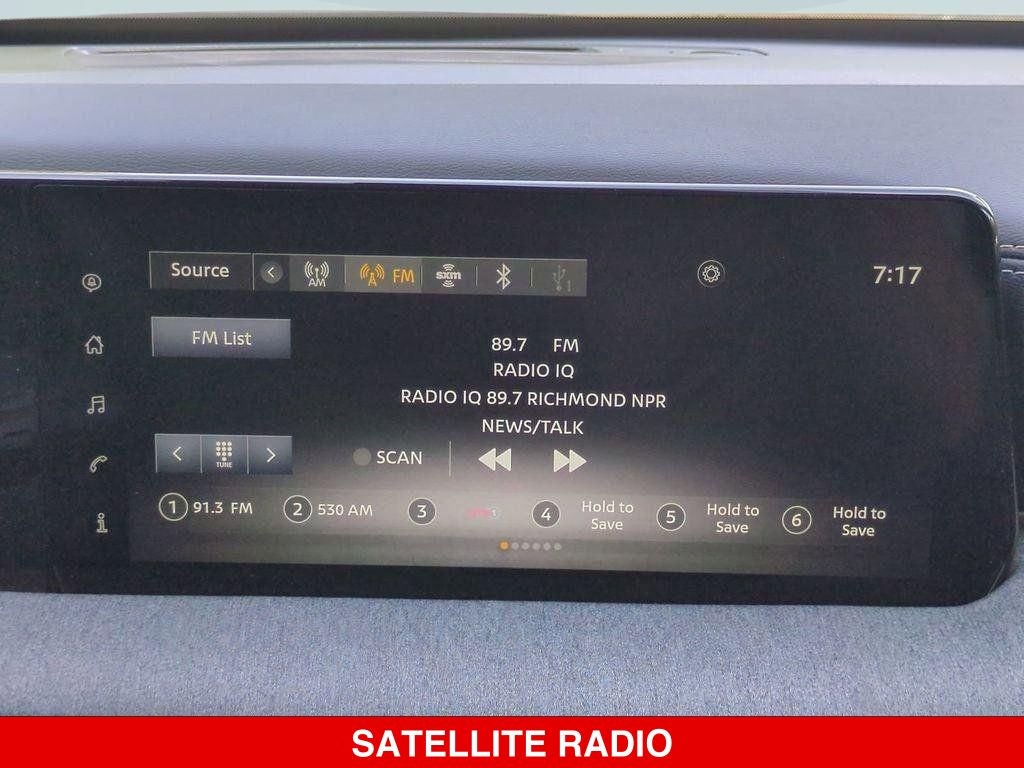 Source AM FM sxm 1 7:17
FM List
89.7 FM
RADIO IQ
RADIO IQ 89.7 RICHMOND NPR
NEWS/TALK
TUNE SCAN
1 91.3 FM 2 530 AM 3 4 Hold to Save 5 Hold to Save 6 Hold to Save
SATELLITE RADIO